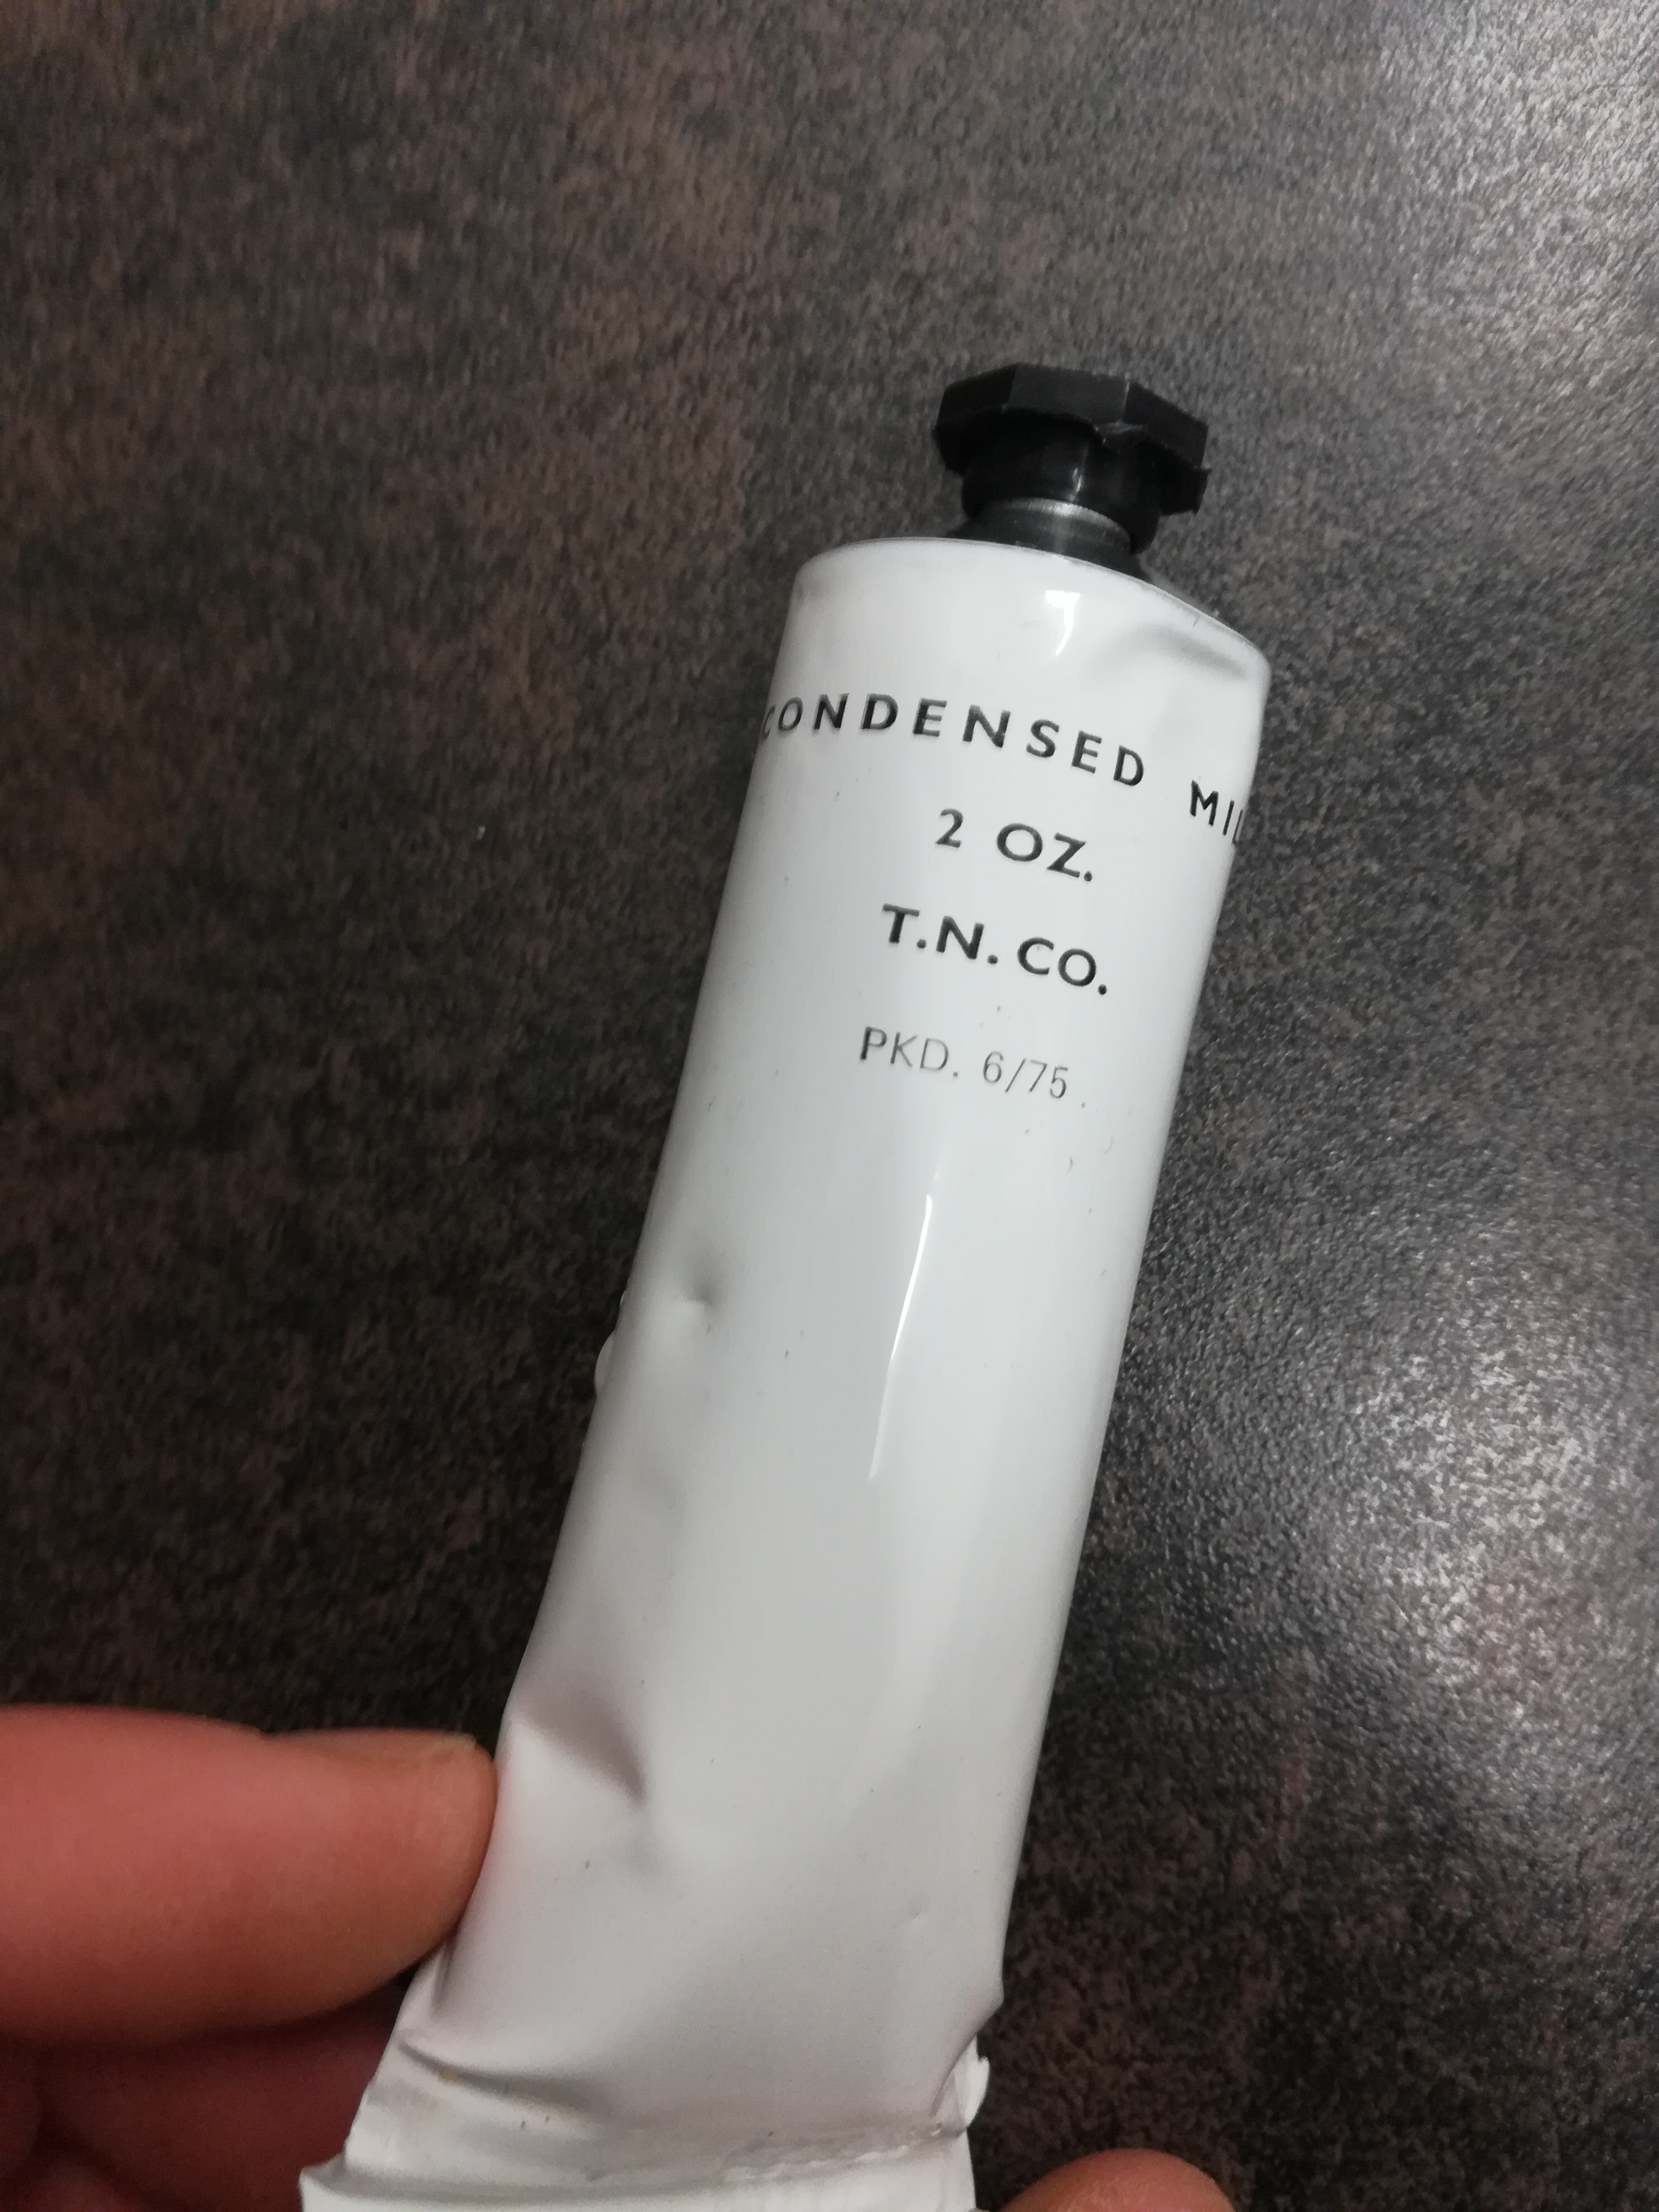 CONDENSED MIL
2 OZ.
T.N. CO.
PKD. 6/75